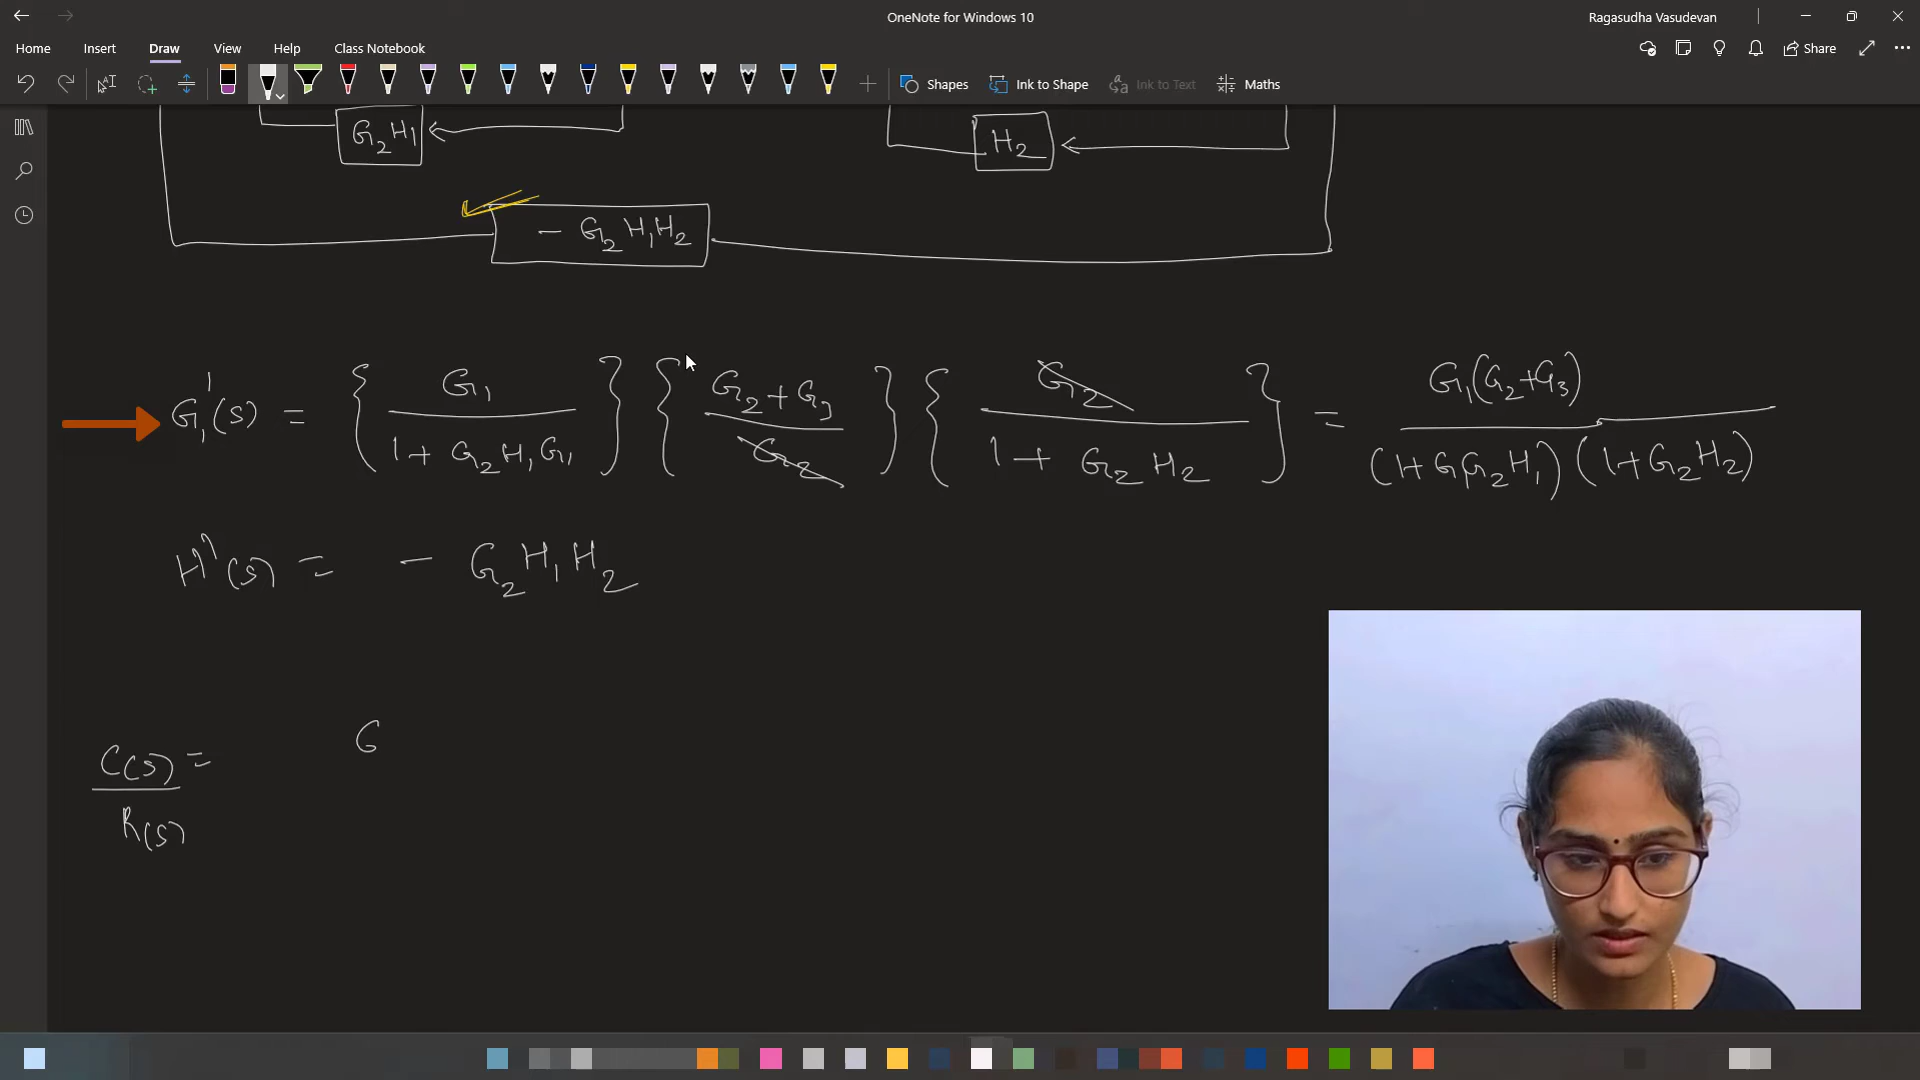 OneNote for Windows 10
Ragasudha Vasudevan
Home Insert Draw View Help Class Notebook
Share
Shapes Ink to Shape Ink to Text Maths
G₂H₁
H₂
- G₂H₁H₂
G₁'(s) = { G₁ / 1 + G₂H₁G₁ } { G₂+G₃ / G₂ } { G₂ / 1 + G₂H₂ } = G₁(G₂+G₃) / (1+G₁G₂H₁)(1+G₂H₂)
H'(s) = - G₂H₁H₂
C(s) / R(s) = G